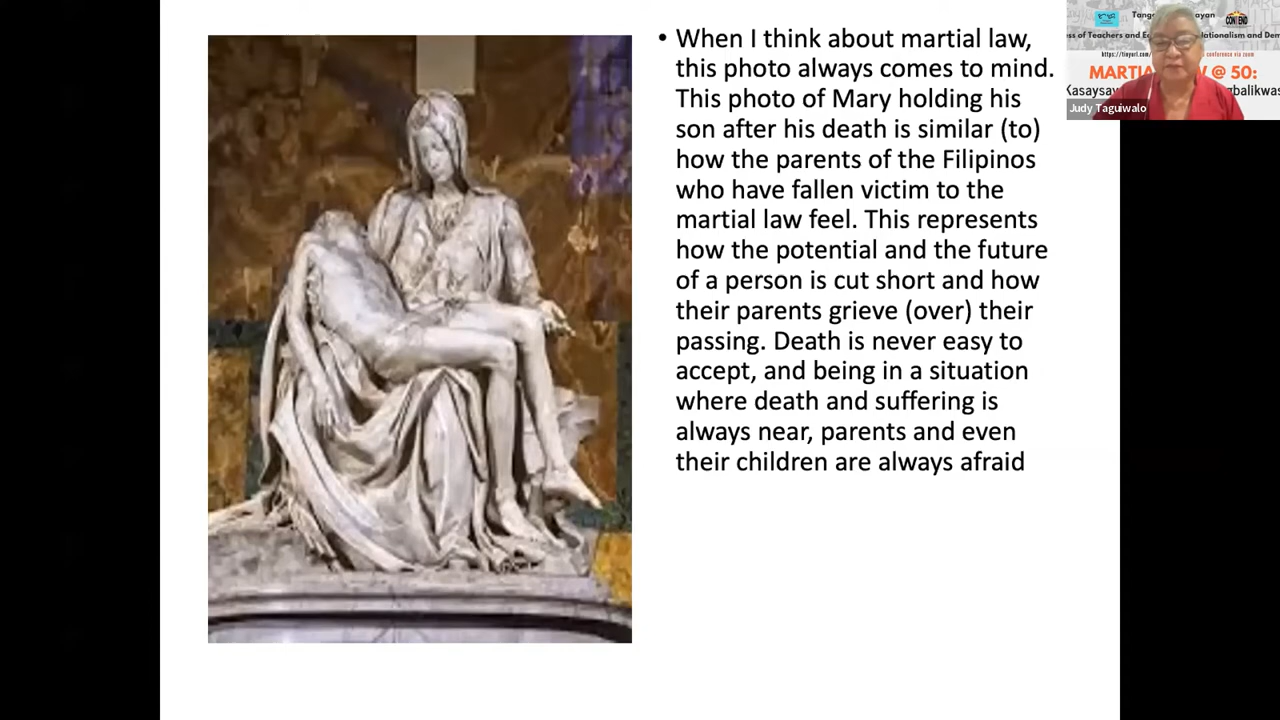 • When I think about martial law,
this photo always comes to mind.
This photo of Mary holding his
son after his death is similar (to)
how the parents of the Filipinos
who have fallen victim to the
martial law feel. This represents
how the potential and the future
of a person is cut short and how
their parents grieve (over) their
passing. Death is never easy to
accept, and being in a situation
where death and suffering is
always near, parents and even
their children are always afraid
CONTEND
conference via zoom
@ 50:
Judy Taguiwalo